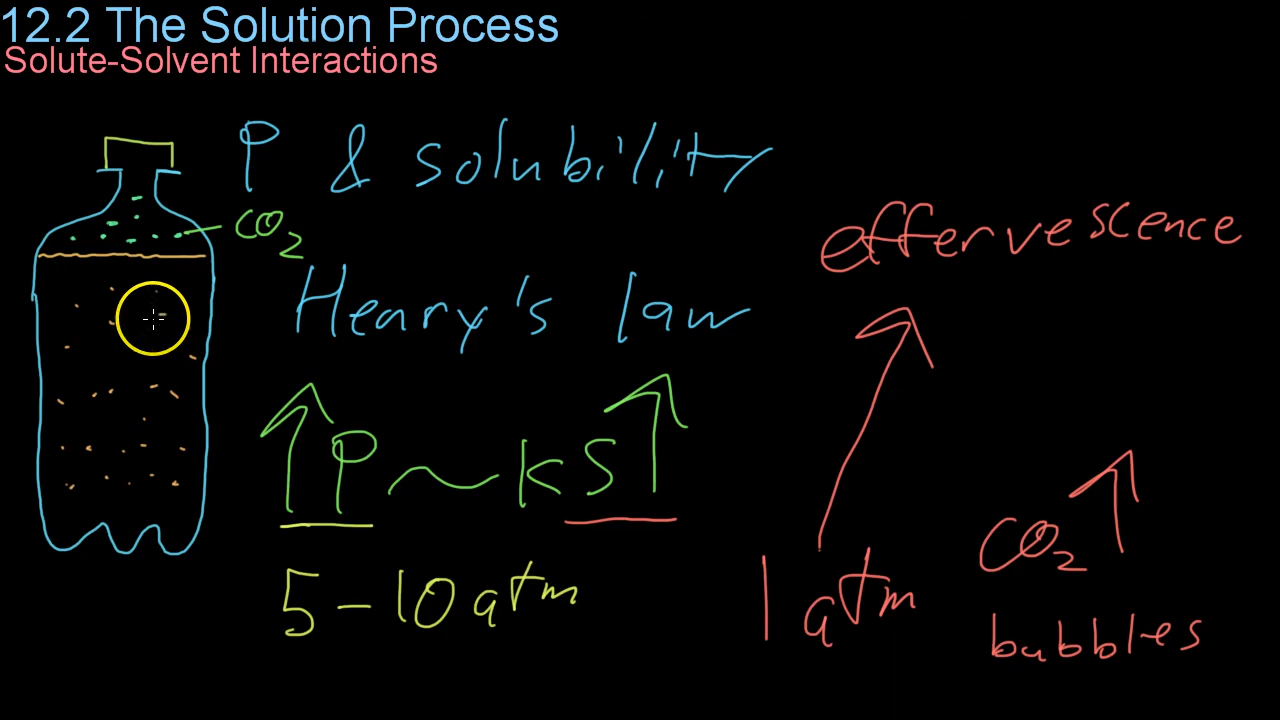 12.2 The Solution Process
Solute-Solvent Interactions
P & solubility
CO2
effervescence
Henry's law
↑P~kS↑
5-10 atm
1 atm
CO2↑
bubbles